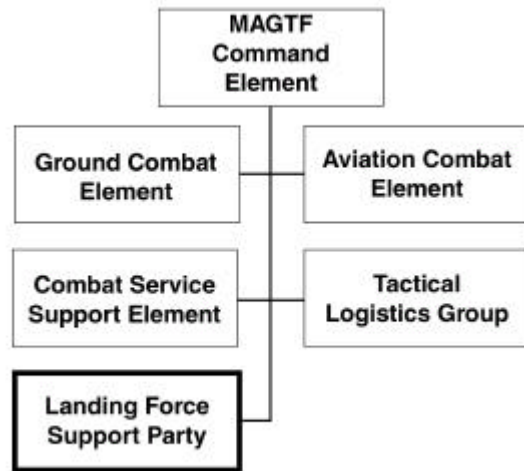 MAGTF
Command
Element
Ground Combat
Element
Aviation Combat
Element
Combat Service
Support Element
Tactical
Logistics Group
Landing Force
Support Party